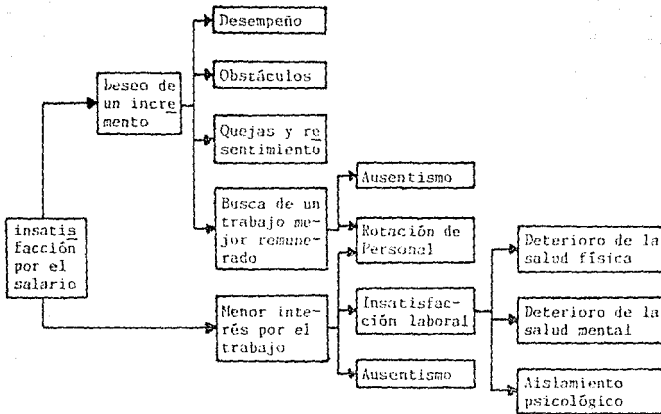 Desempeño
Deseo de
un incre
mento
Obstáculos
Quejas y re
sentimiento
Busca de un
trabajo me-
jor remune-
rado
Ausentismo
Rotación de
Personal
insatis
facción
por el
salario
Menor inte-
rés por el
trabajo
Insatisfac-
ción laboral
Ausentismo
Deterioro de la
salud física
Deterioro de la
salud mental
Aislamiento
psicológico